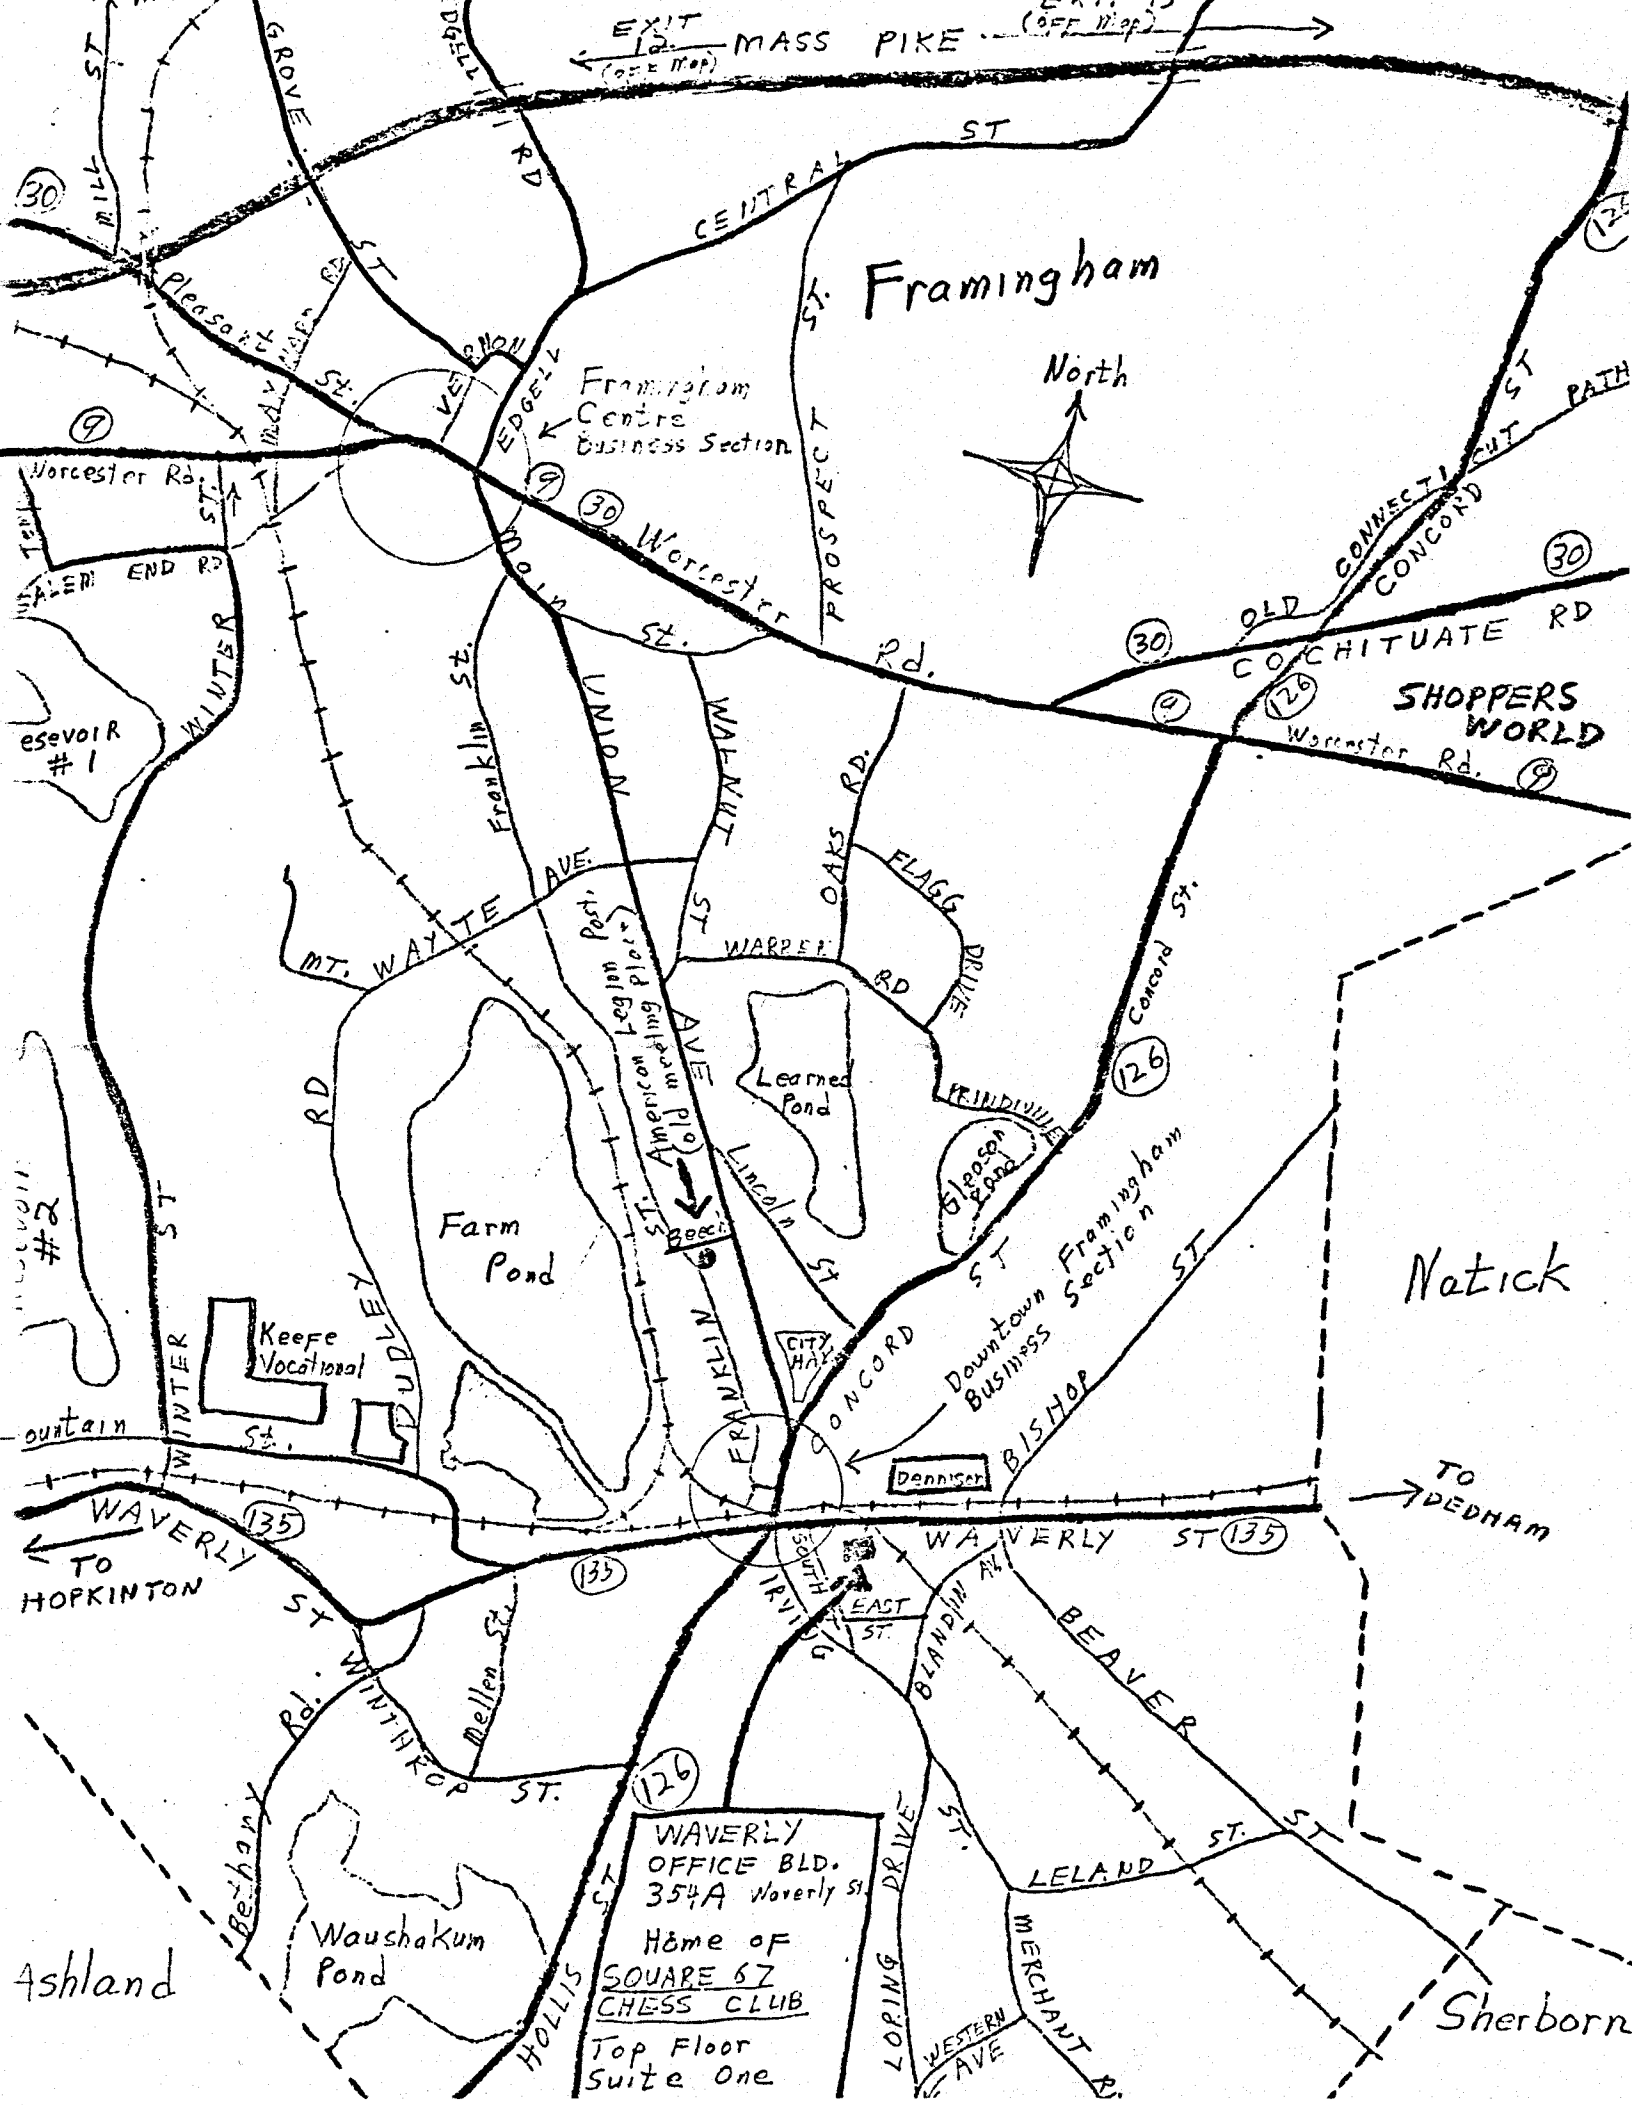 EXIT
12
(OFF Map)
MASS PIKE
(OFF Map)
ST
MILL
GROVE
ST
EDGELL
RD
30
CENTRAL ST
Framingham
North
Pleasant St.
MAYNARD RD
VERNON
EDGELL
Framingham
Centre
Business Section
PROSPECT ST.
ST
PATH
CONNECTICUT
CONCORD
OLD
30
30
COCHITUATE RD
126
SHOPPERS
WORLD
9
Worcester Rd.
9
9
Worcester Rd.
ST
SALEM END RD
9
30
Worcester Rd.
Main St.
Franklin St.
UNION AVE
WALNUT ST
OAKS RD.
FLAGG DRIVE
WINTER ST
#1
MT. WAYTE AVE.
WARREN RD
Concord St.
126
American Legion Post.
(Old meeting place)
Learned
Pond
PRINDIVILLE
Gleason
Pond
DUDLEY RD
Farm
Pond
ST.
Beech
Lincoln St
CITY
HALL
CONCORD ST
Downtown Framingham
Business Section
BISHOP ST
Natick
#2
Keefe
Vocational
WINTER
St.
FRANKLIN
Dennison
TO
DEDHAM
WAVERLY ST
135
TO
HOPKINTON
135
WAVERLY ST 135
SOUTH
IRVING ST.
EAST
ST.
BLANDIN AV.
BEAVER ST
WINTHROP ST.
Mellen St.
Bethany Rd.
126
HOLLIS ST
WAVERLY
OFFICE BLD.
354A Waverly St.
Home of
SQUARE 67
CHESS CLUB
Top Floor
Suite One
LORING DRIVE
LELAND ST.
MERCHANT R.
WESTERN
AVE
Waushakum
Pond
Ashland
Sherborn